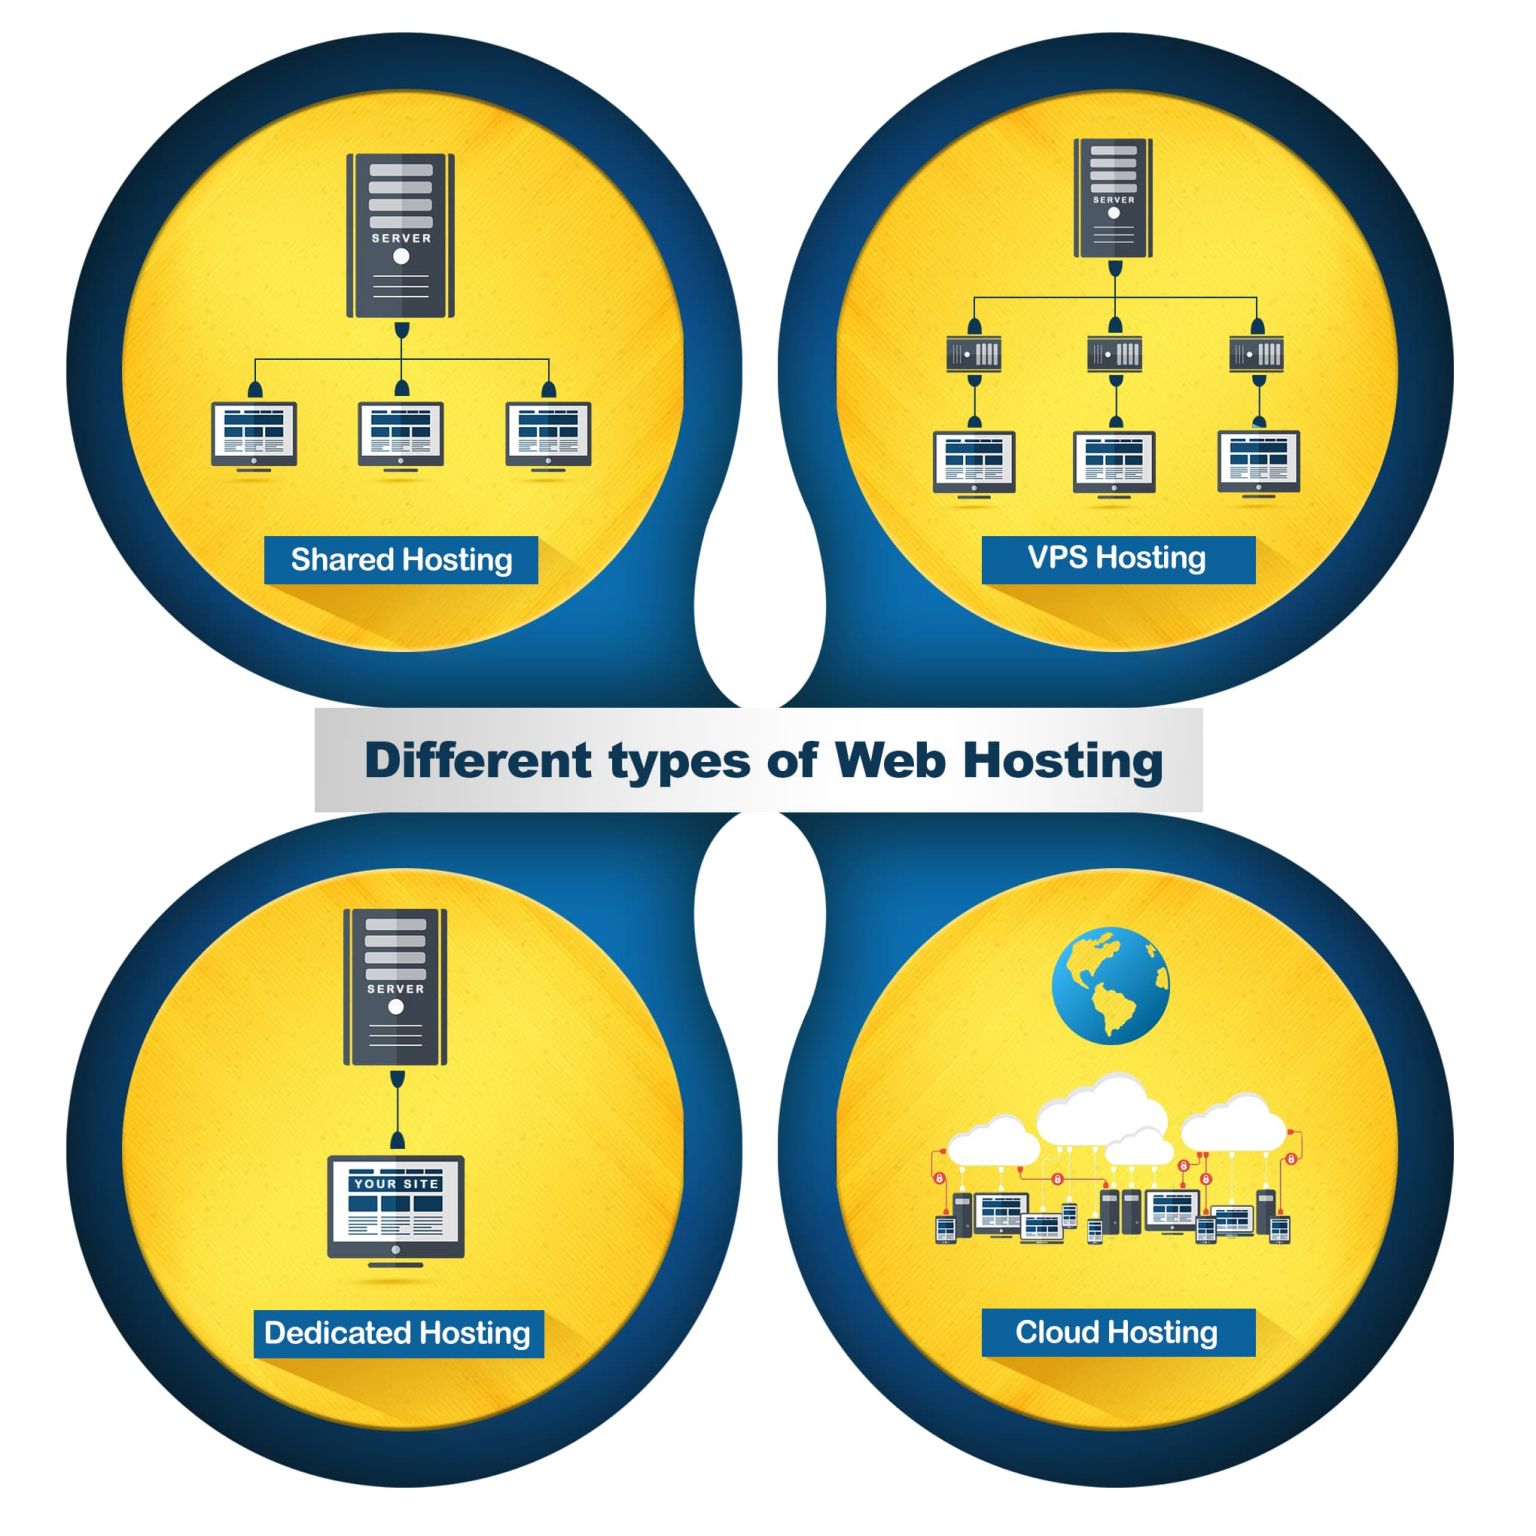 SERVER
Shared Hosting
SERVER
VPS Hosting
Different types of Web Hosting
SERVER
YOUR SITE
Dedicated Hosting
Cloud Hosting